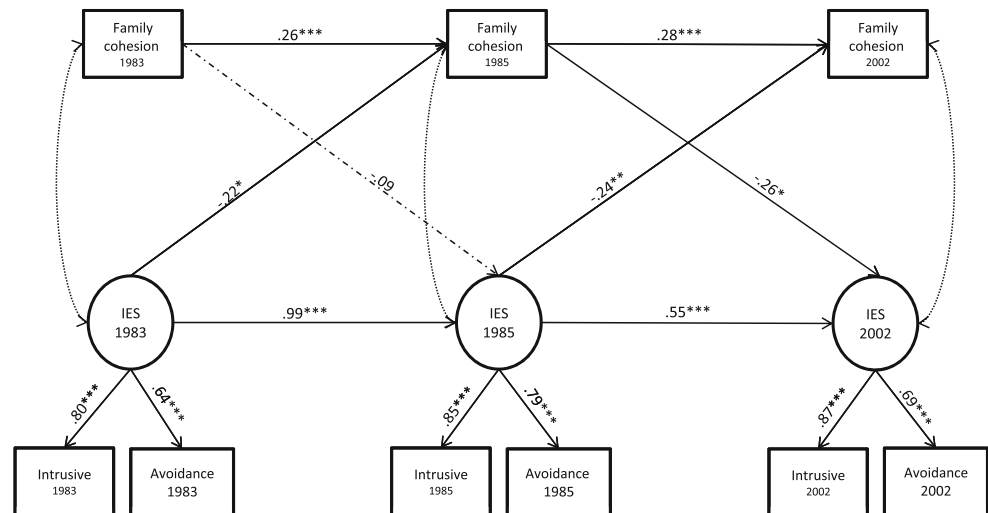 Family
cohesion
1983
.26***
Family
cohesion
1985
.28***
Family
cohesion
2002
-.22*
-.09
-.24**
-.26*
IES
1983
.99***
IES
1985
.55***
IES
2002
.80***
.64***
.85***
.79***
.87***
.69***
Intrusive
1983
Avoidance
1983
Intrusive
1985
Avoidance
1985
Intrusive
2002
Avoidance
2002